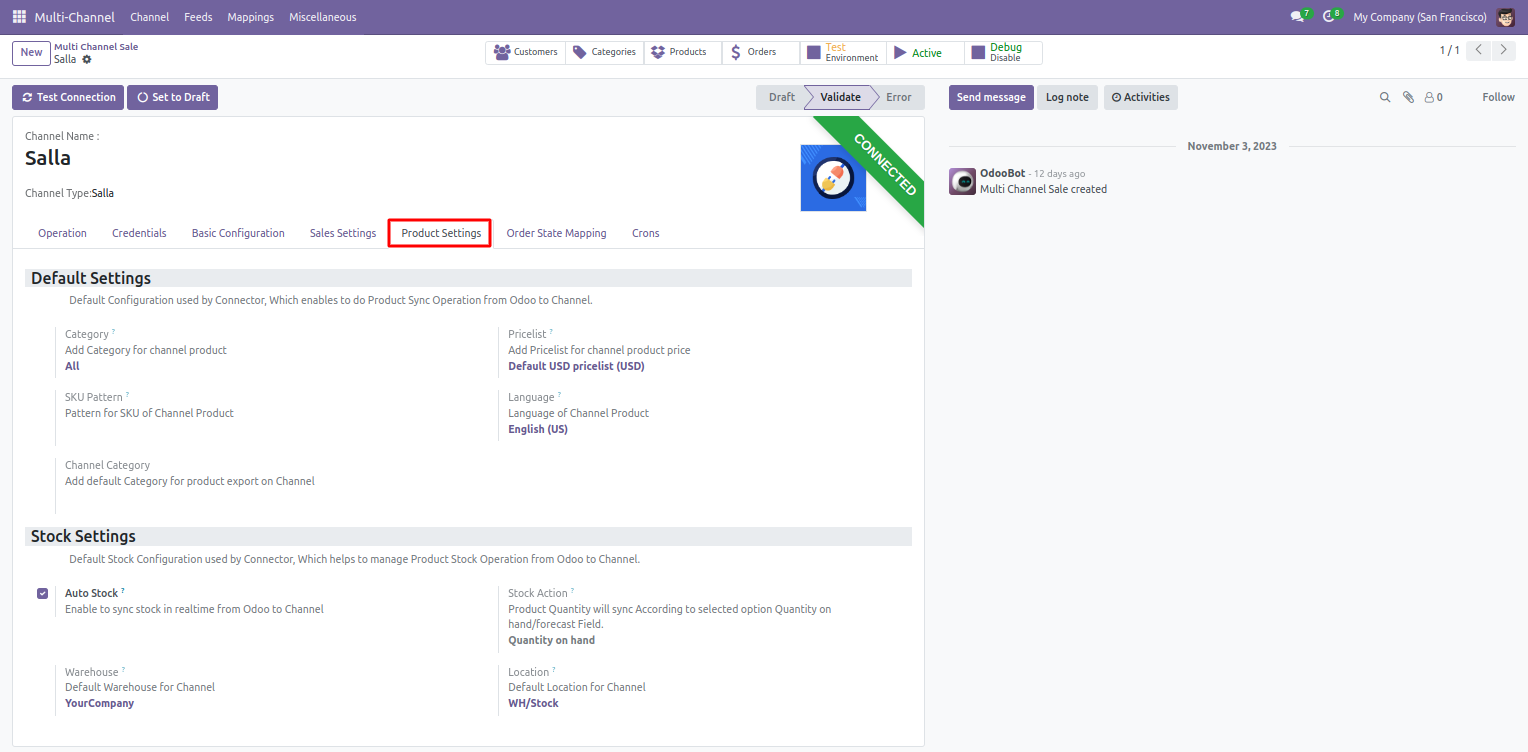 Multi-Channel Channel Feeds Mappings Miscellaneous 7 8 My Company (San Francisco)
New Multi Channel Sale
Salla
Customers Categories Products Orders Test Environment Active Debug Disable 1 / 1
Test Connection Set to Draft Draft Validate Error Send message Log note Activities 0 Follow
Channel Name :
Salla
Channel Type:Salla
CONNECTED
Operation Credentials Basic Configuration Sales Settings Product Settings Order State Mapping Crons
Default Settings
Default Configuration used by Connector, Which enables to do Product Sync Operation from Odoo to Channel.
Category ?
Add Category for channel product
All
Pricelist ?
Add Pricelist for channel product price
Default USD pricelist (USD)
SKU Pattern ?
Pattern for SKU of Channel Product
Language ?
Language of Channel Product
English (US)
Channel Category
Add default Category for product export on Channel
Stock Settings
Default Stock Configuration used by Connector, Which helps to manage Product Stock Operation from Odoo to Channel.
Auto Stock ?
Enable to sync stock in realtime from Odoo to Channel
Stock Action ?
Product Quantity will sync According to selected option Quantity on
hand/forecast Field.
Quantity on hand
Warehouse ?
Default Warehouse for Channel
YourCompany
Location ?
Default Location for Channel
WH/Stock
November 3, 2023
OdooBot - 12 days ago
Multi Channel Sale created